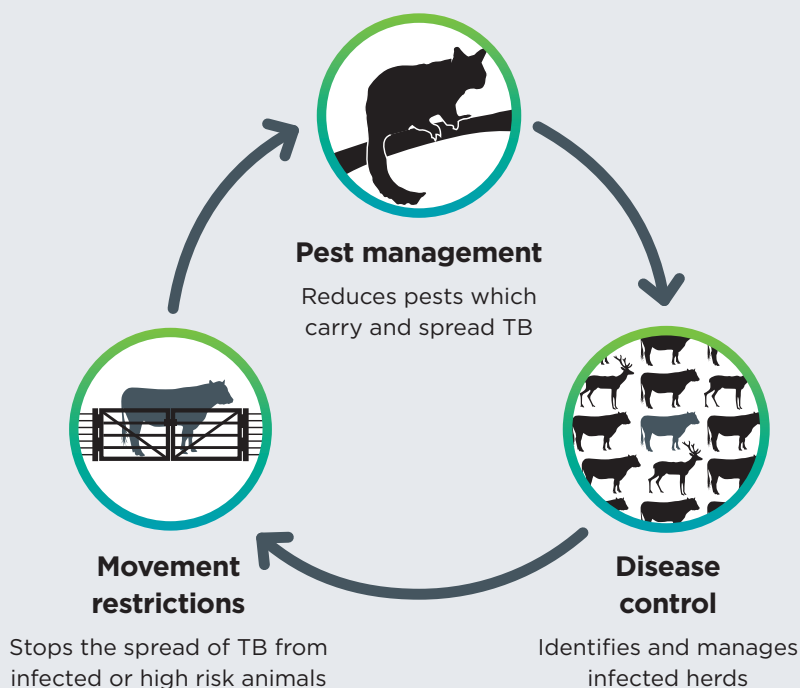 Pest management
Reduces pests which
carry and spread TB
Movement
restrictions
Stops the spread of TB from
infected or high risk animals
Disease
control
Identifies and manages
infected herds